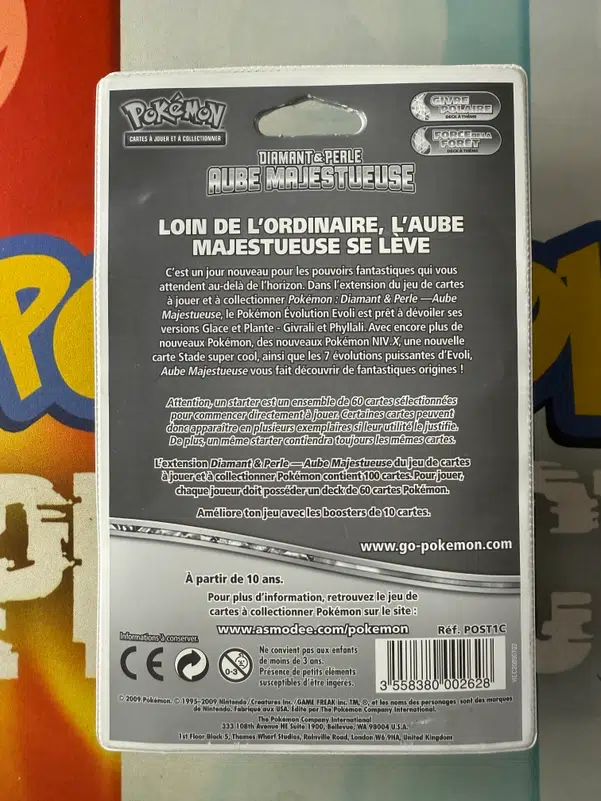 POKéMON
CARTES À JOUER ET À COLLECTIONNER
GIVRE
POLAIRE
DECK À THÈME
FORCE DE LA
FORÊT
DECK À THÈME
DIAMANT & PERLE
AUBE MAJESTUEUSE
LOIN DE L'ORDINAIRE, L'AUBE
MAJESTUEUSE SE LÈVE
C'est un jour nouveau pour les pouvoirs fantastiques qui vous
attendent au-delà de l'horizon. Dans l'extension du jeu de cartes
à jouer et à collectionner Pokémon : Diamant & Perle —Aube
Majestueuse, le Pokémon Évolution Evoli est prêt à dévoiler ses
versions Glace et Plante - Givrali et Phyllali. Avec encore plus de
nouveaux Pokémon, des nouveaux Pokémon NIV.X, une nouvelle
carte Stade super cool, ainsi que les 7 évolutions puissantes d'Evoli,
Aube Majestueuse vous fait découvrir de fantastiques origines !
Attention, un starter est un ensemble de 60 cartes sélectionnées
pour commencer directement à jouer. Certaines cartes peuvent
donc apparaître en plusieurs exemplaires si leur utilité le justifie.
De plus, un même starter contiendra toujours les mêmes cartes.
L'extension Diamant & Perle —Aube Majestueuse du jeu de cartes
à jouer et à collectionner Pokémon contient 100 cartes. Pour jouer,
chaque joueur doit posséder un deck de 60 cartes Pokémon.
Améliore ton jeu avec les boosters de 10 cartes.
www.go-pokemon.com
À partir de 10 ans.
Pour plus d'information, retrouvez le jeu de
cartes à collectionner Pokémon sur le site :
www.asmodee.com/pokemon
Réf. POST1C
Informations à conserver.
CE
0-3
Ne convient pas aux enfants
de moins de 3 ans.
Présence de petits éléments
susceptibles d'être ingérés.
3 558380 002628
© 2009 Pokémon. © 1995–2009 Nintendo/Creatures Inc./GAME FREAK inc. TM, ®, et les noms des personnages sont des marques
de Nintendo. Fabriqué aux USA. Édité par The Pokémon Company International.
The Pokémon Company International
333 108th Avenue NE Suite 1900, Bellevue, WA 98004 U.S.A.
1st Floor Block 5, Thames Wharf Studios, Rainville Road, London W6 9HA, United Kingdom